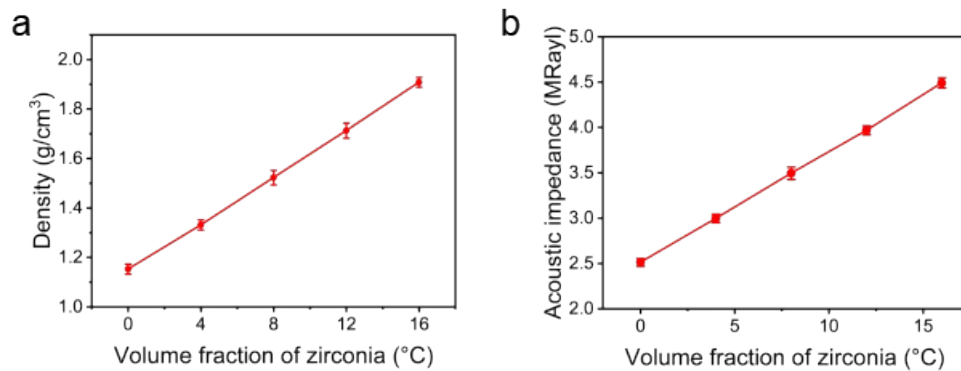 a
2.0
1.8
1.6
1.4
1.2
1.0
Density (g/cm³)
0 4 8 12 16
Volume fraction of zirconia (°C)
b
5.0
4.5
4.0
3.5
3.0
2.5
2.0
Acoustic impedance (MRayl)
0 5 10 15
Volume fraction of zirconia (°C)